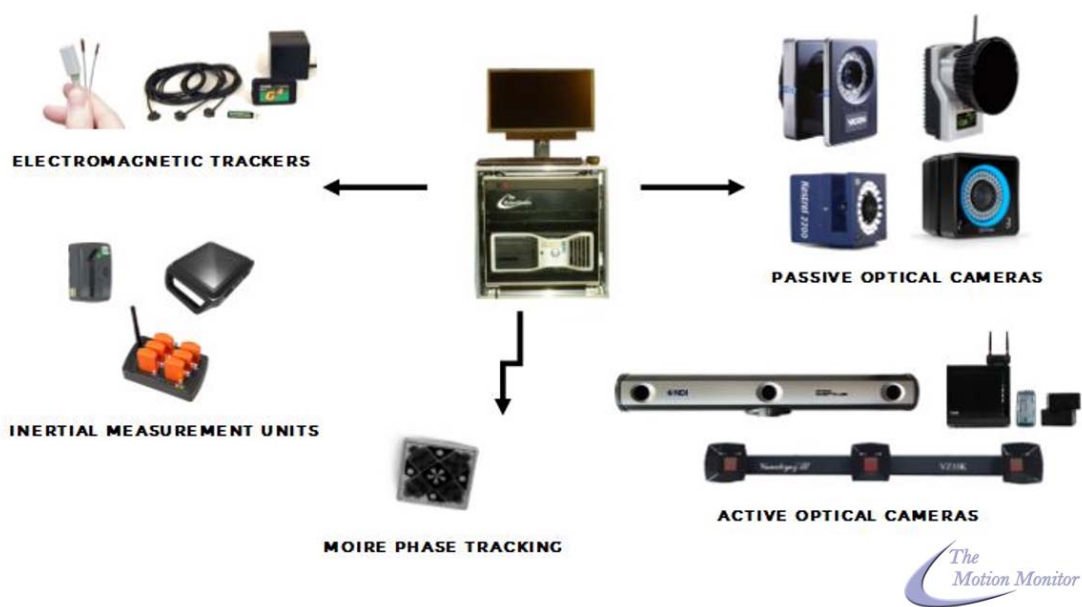 ELECTROMAGNETIC TRACKERS
VICON
Kestrel 2200
PASSIVE OPTICAL CAMERAS
The
INERTIAL MEASUREMENT UNITS
NDI
VZ10K
ACTIVE OPTICAL CAMERAS
MOIRE PHASE TRACKING
The
Motion Monitor